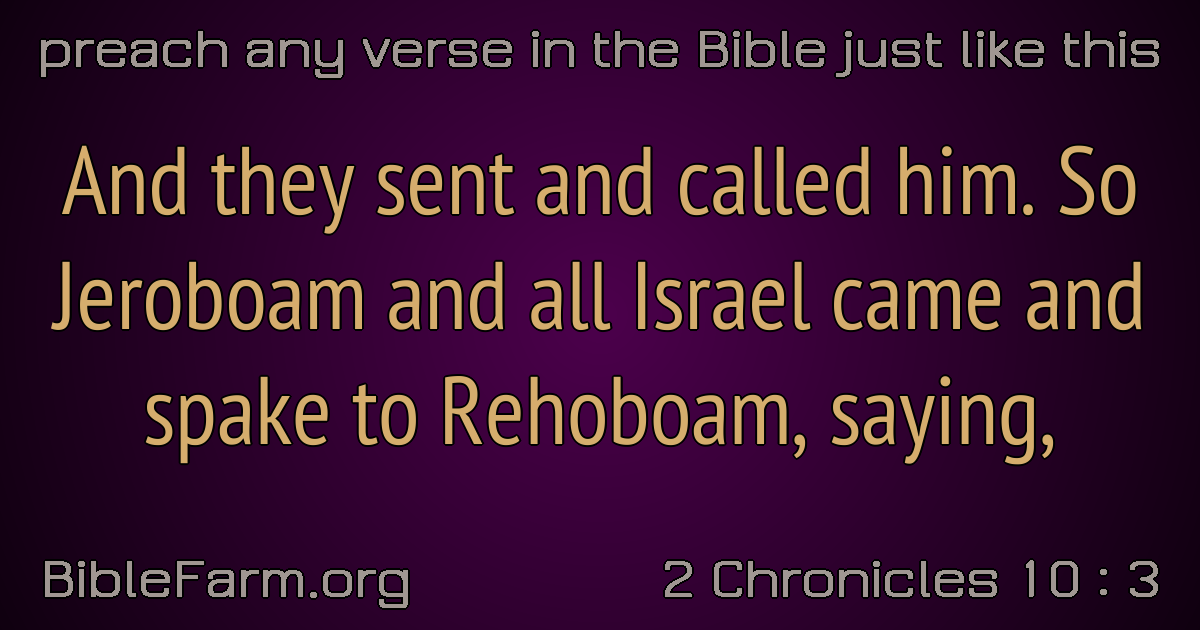 preach any verse in the Bible just like this
And they sent and called him. So
Jeroboam and all Israel came and
spake to Rehoboam, saying,
BibleFarm.org
2 Chronicles 10 : 3